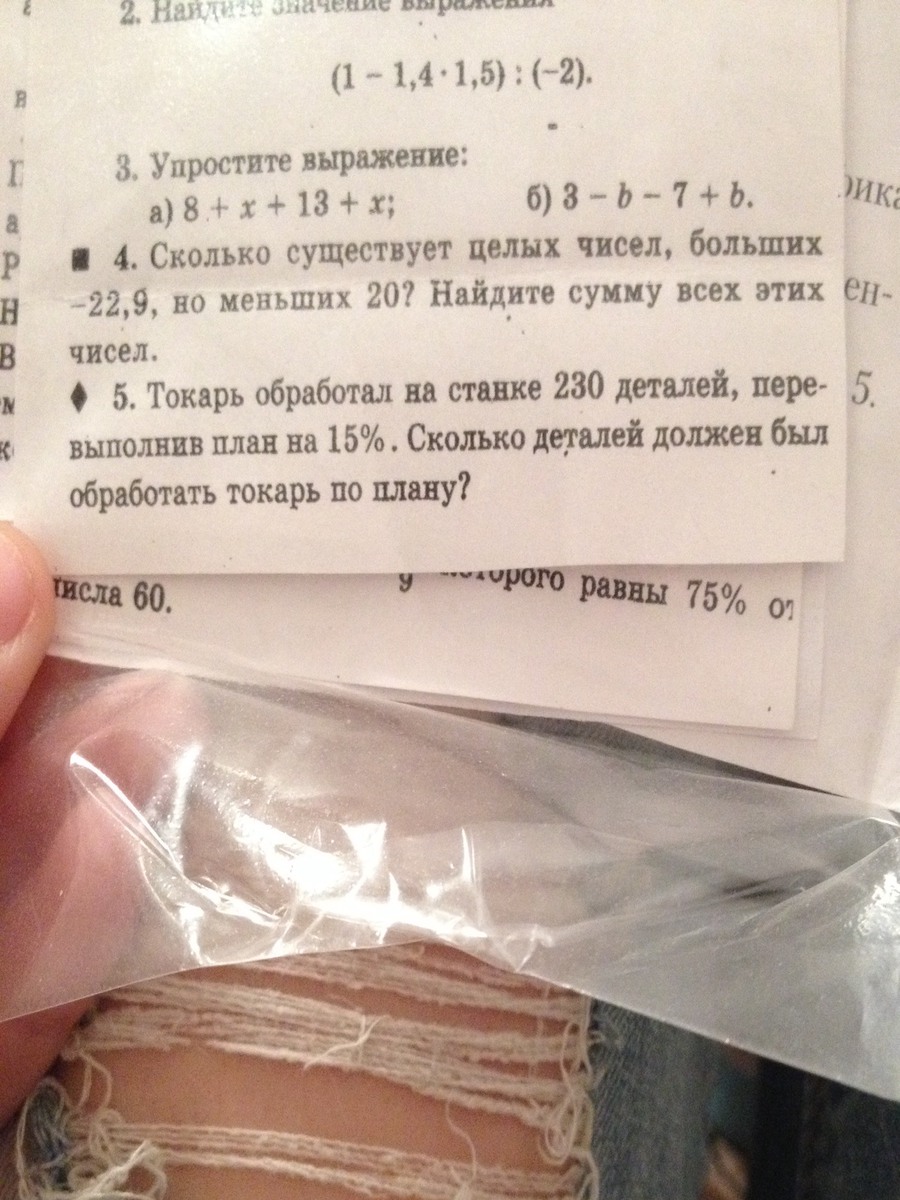 2. Найдите значение выражения
(1 – 1,4 · 1,5) : (–2).
3. Упростите выражение:
а) 8 + x + 13 + x; б) 3 – b – 7 + b.
■ 4. Сколько существует целых чисел, больших
–22,9, но меньших 20? Найдите сумму всех этих
чисел.
♦ 5. Токарь обработал на станке 230 деталей, пере-
выполнив план на 15%. Сколько деталей должен был
обработать токарь по плану?
числа 60. у которого равны 75% от
ен-
5.